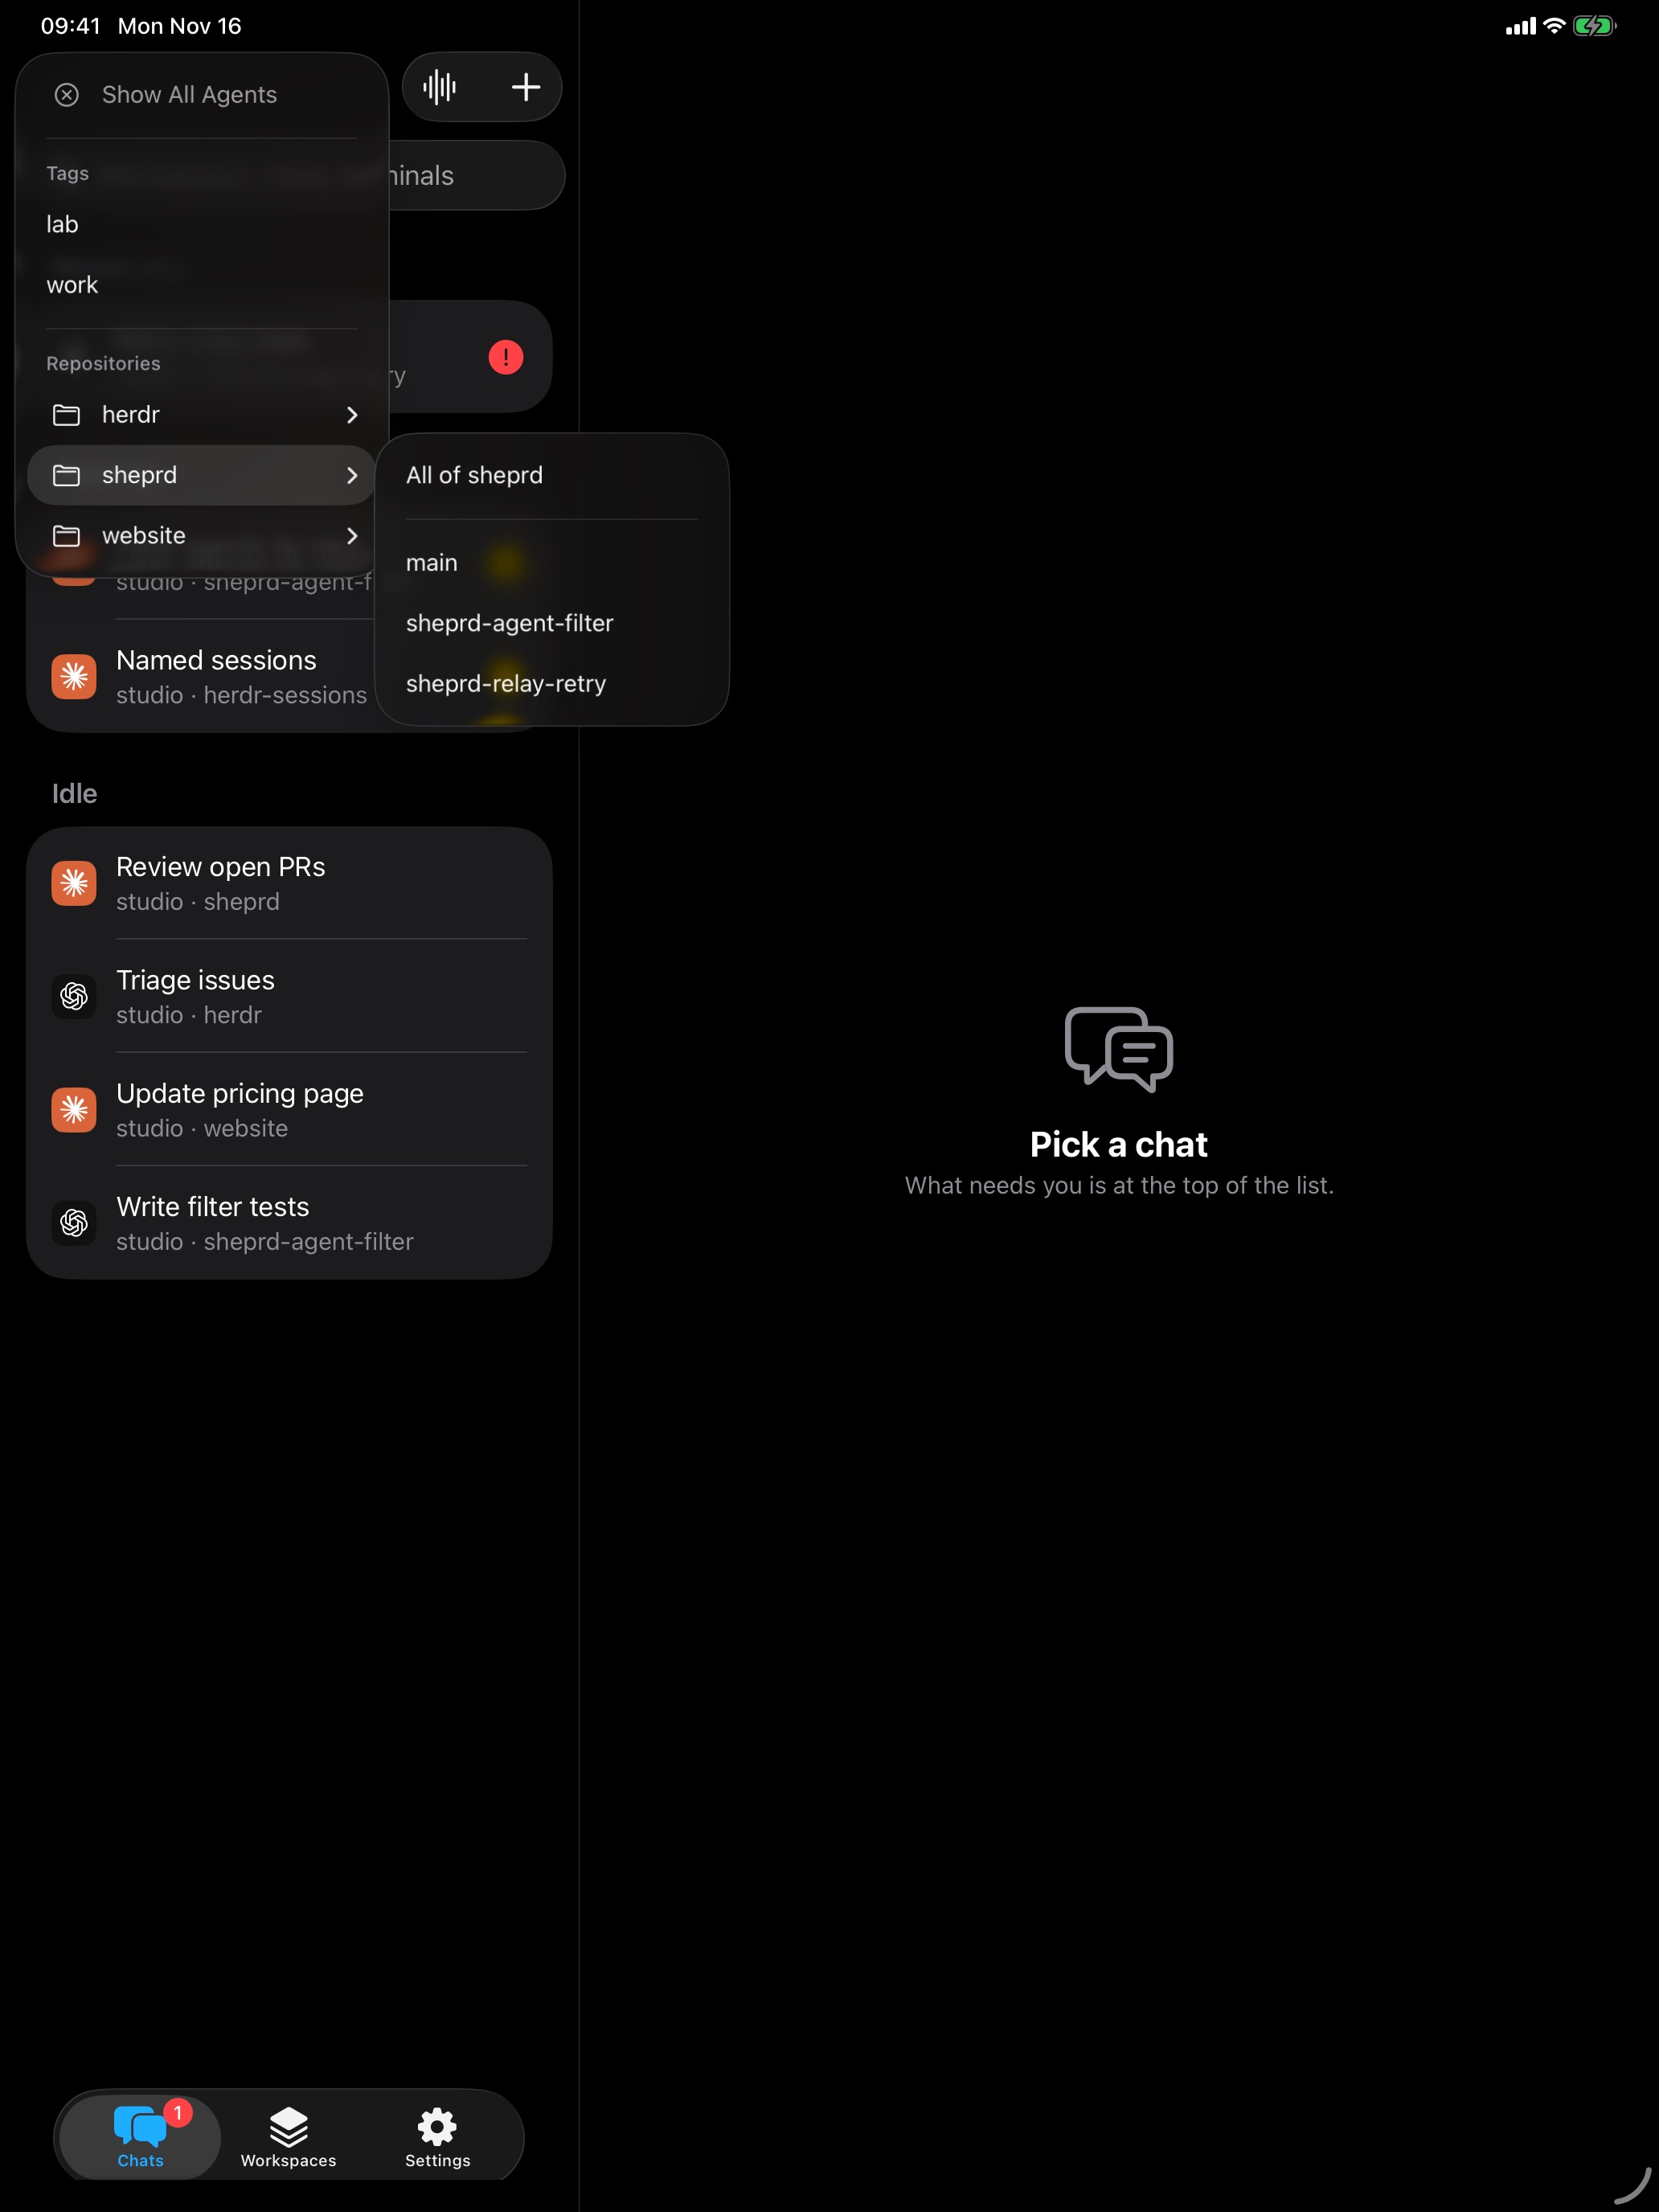 09:41 Mon Nov 16
Show All Agents
Tags
lab
work
Repositories
herdr
sheprd
website
All of sheprd
main
sheprd-agent-filter
sheprd-relay-retry
studio · sheprd-agent-f
Named sessions
studio · herdr-sessions
Idle
Review open PRs
studio · sheprd
Triage issues
studio · herdr
Update pricing page
studio · website
Write filter tests
studio · sheprd-agent-filter
Pick a chat
What needs you is at the top of the list.
1
Chats
Workspaces
Settings